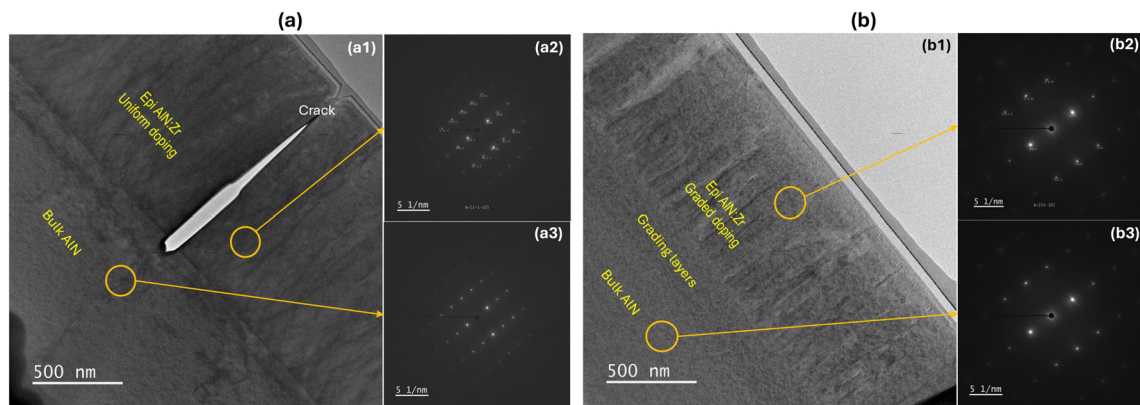 (a)
(a1)
Epi AlN:Zr
Uniform doping
Crack
Bulk AlN
500 nm
(a2)
5 1/nm
(a3)
5 1/nm
(b)
(b1)
Epi AlN:Zr
Graded doping
Grading layers
Bulk AlN
500 nm
(b2)
5 1/nm
(b3)
5 1/nm